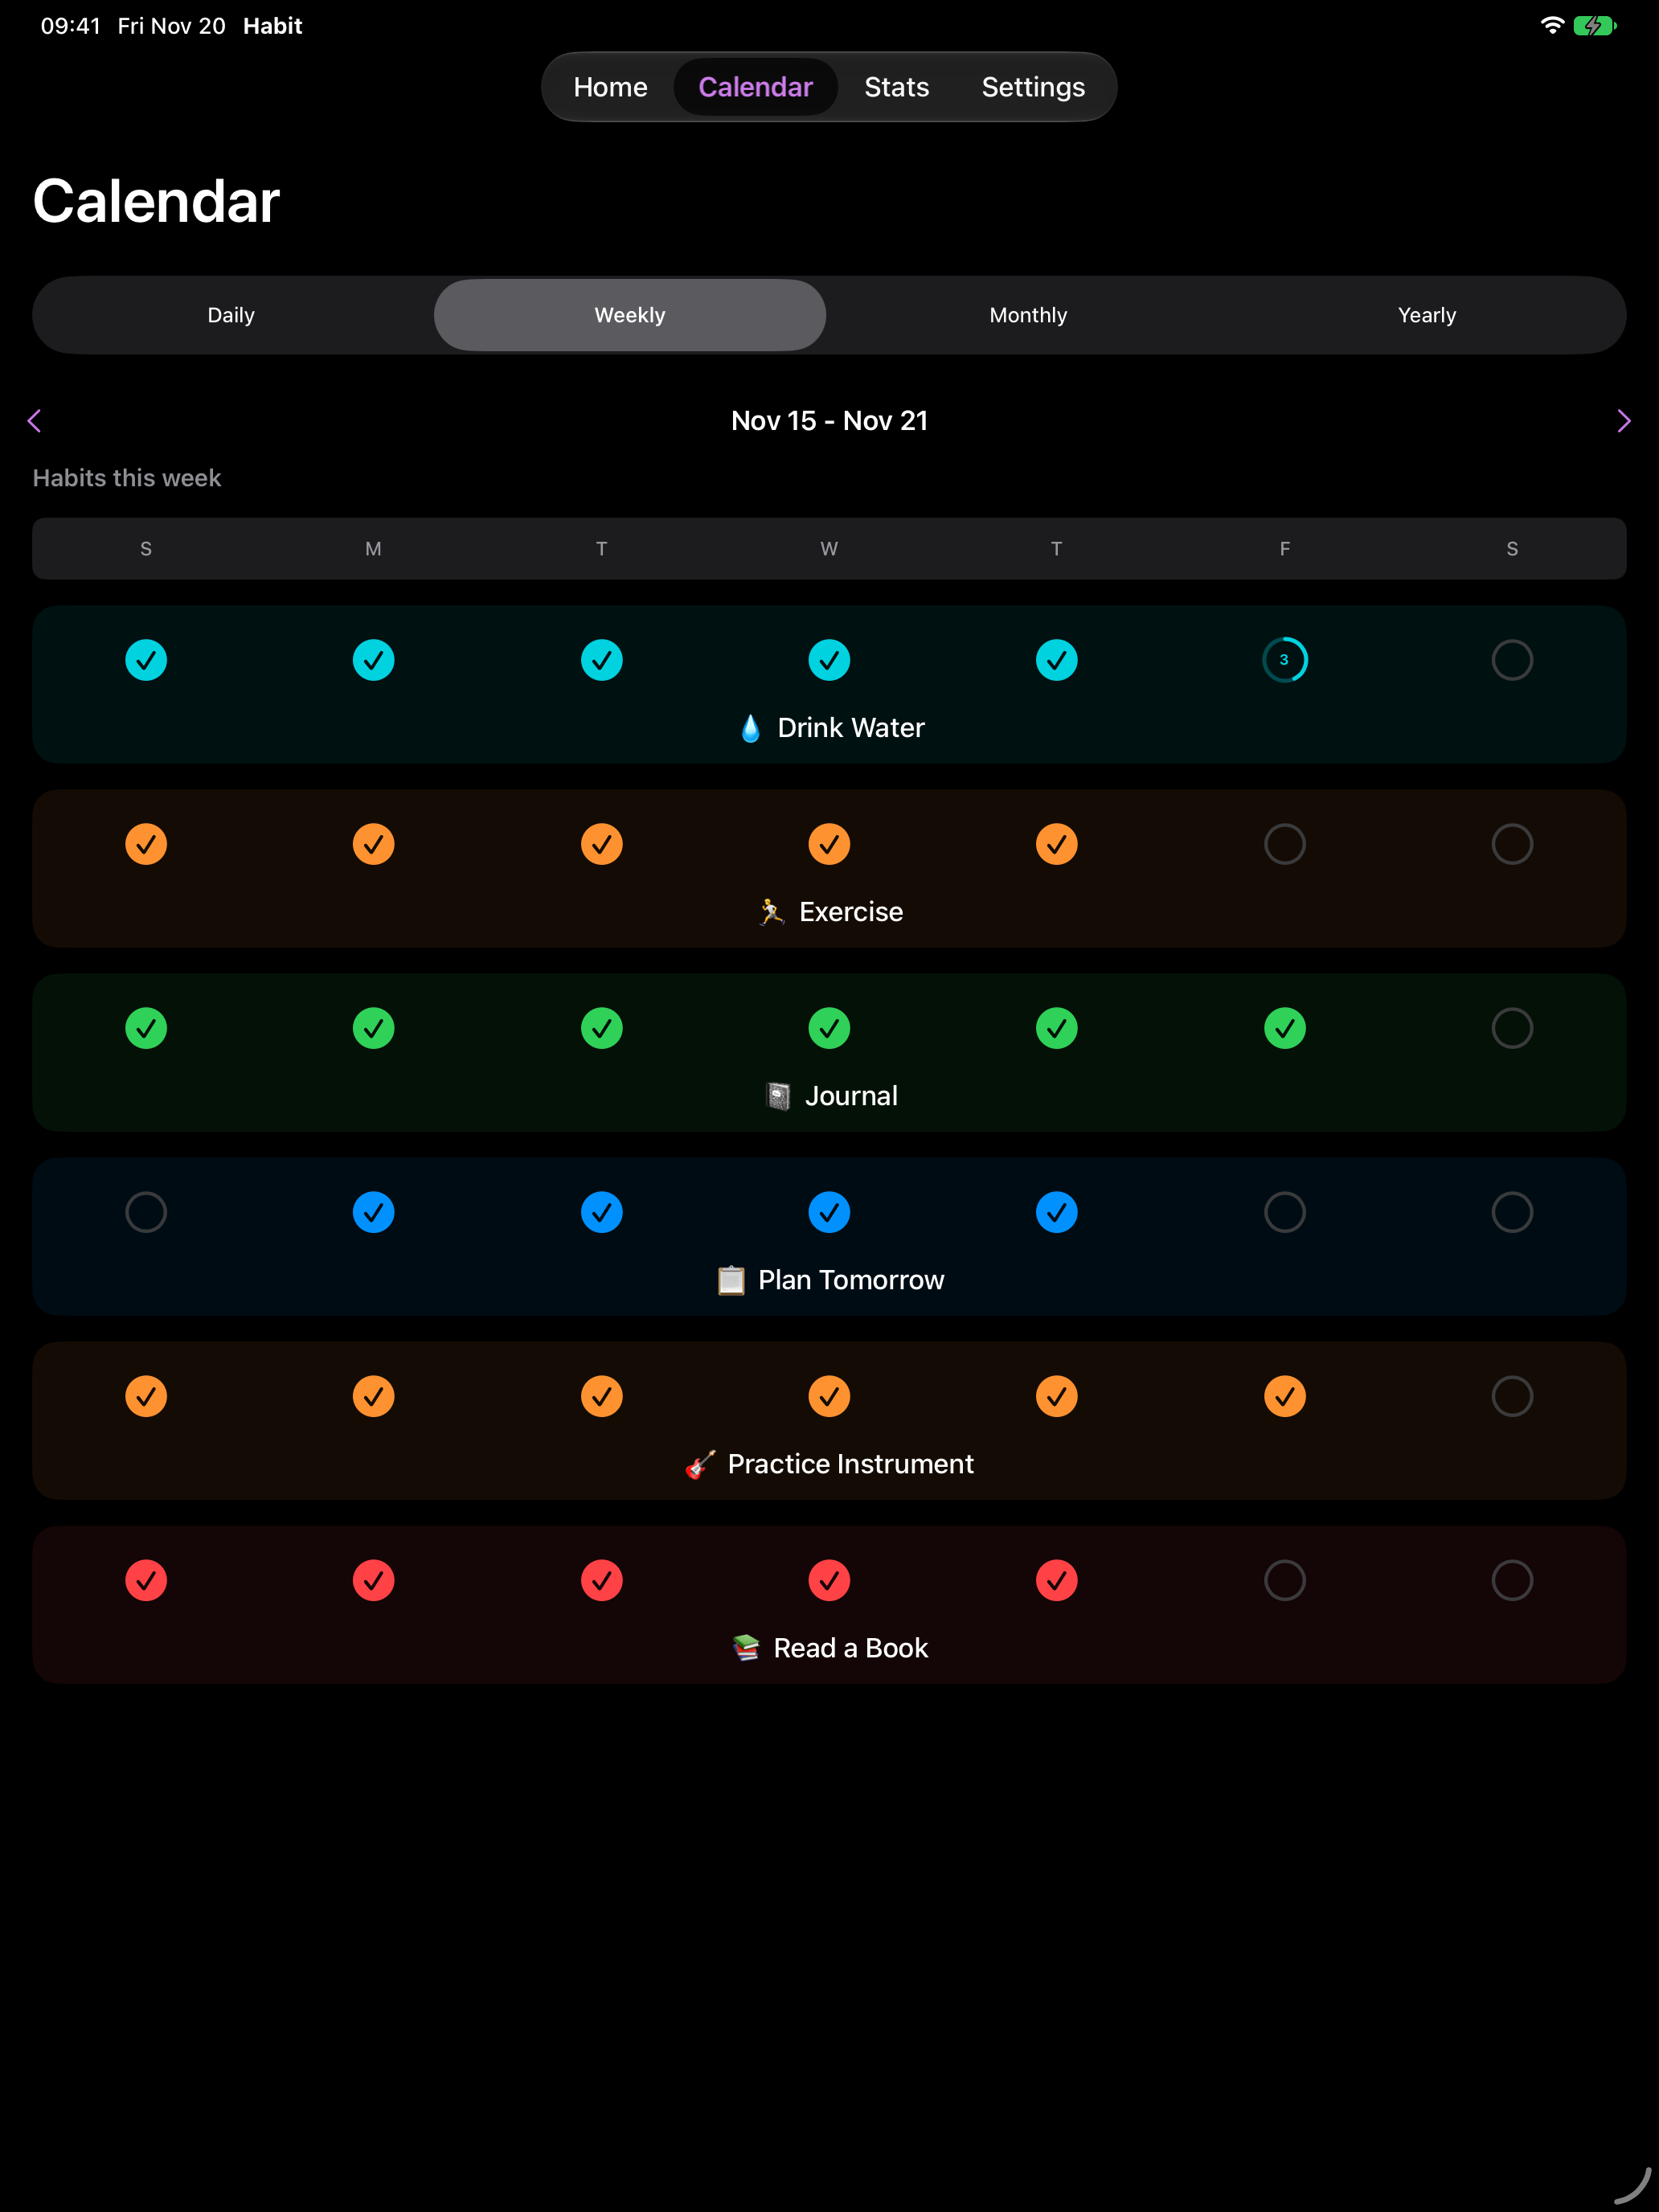 09:41 Fri Nov 20 Habit
Home Calendar Stats Settings
Calendar
Daily Weekly Monthly Yearly
Nov 15 - Nov 21
Habits this week
S M T W T F S
3
Drink Water
Exercise
Journal
Plan Tomorrow
Practice Instrument
Read a Book